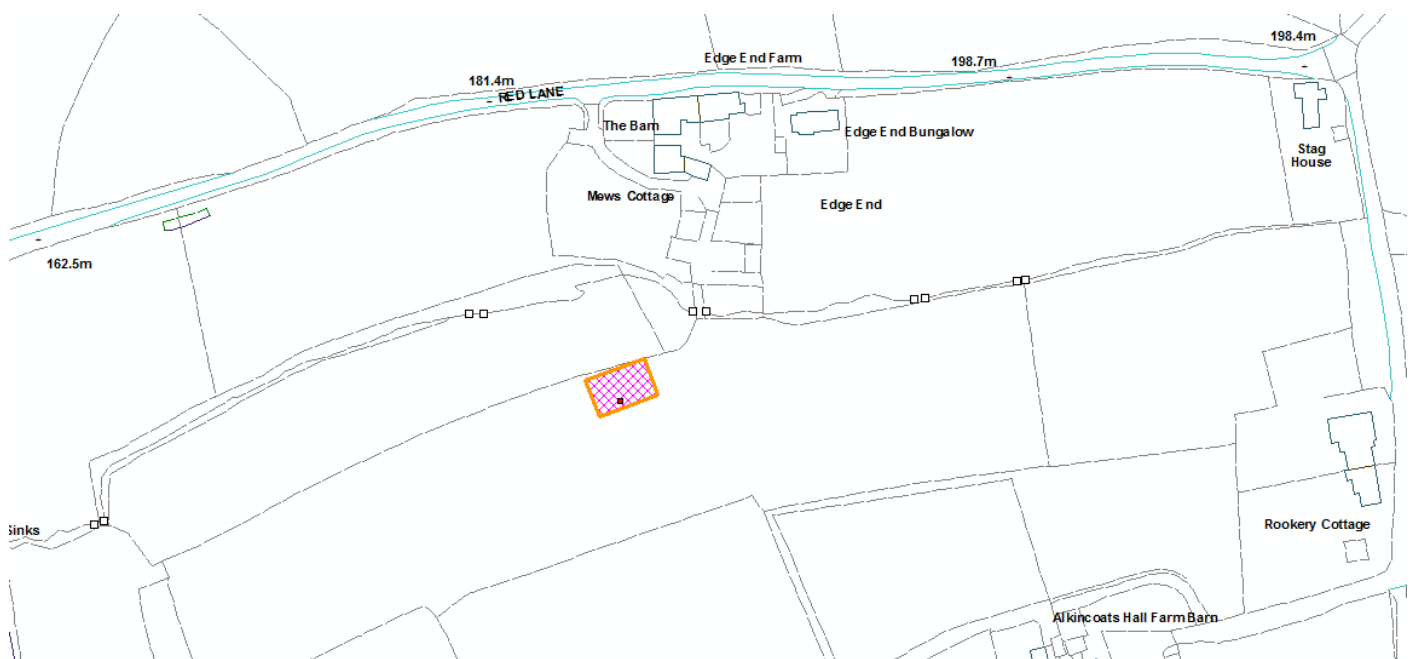 198.4m
Edge End Farm
198.7m
181.4m
RED LANE
The Barn
Edge End Bungalow
Stag
House
Mews Cottage
Edge End
162.5m
Sinks
Rookery Cottage
Alkincoats Hall Farm Barn